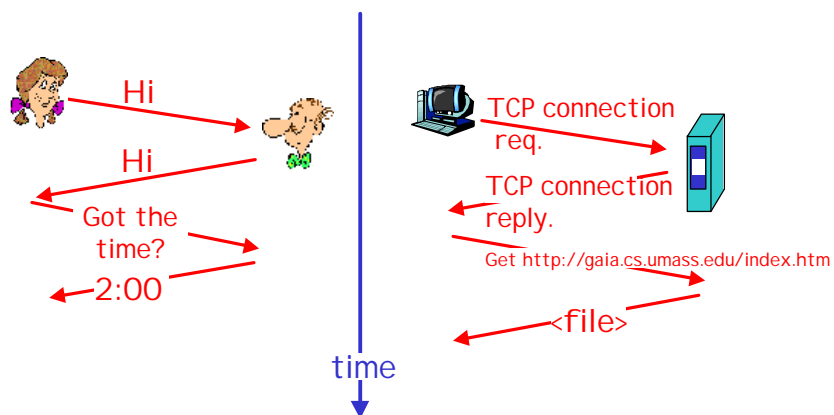 Hi
Hi
Got the
time?
2:00
TCP connection
req.
TCP connection
reply.
Get http://gaia.cs.umass.edu/index.htm
<file>
time